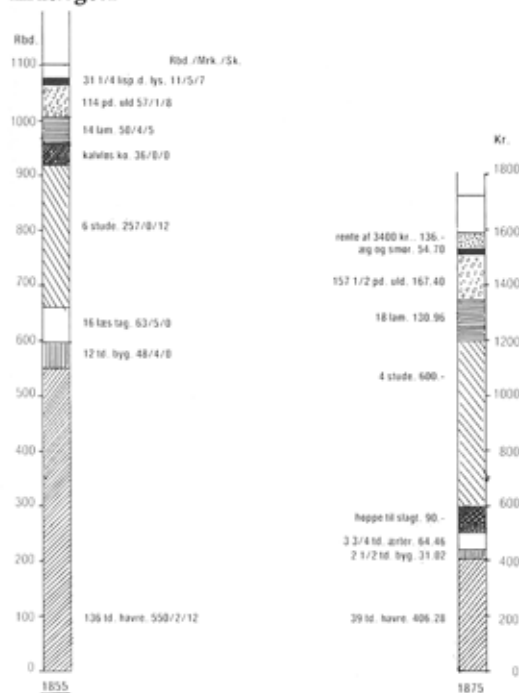 Rbd.
Rbd./Mrk./Sk.
1100
31 1/4 lisp.d. lys. 11/5/7
114 pd. uld 57/1/8
1000
14 lam. 50/4/5
kalvløs ko. 36/0/0
900
800
6 stude. 257/0/12
700
16 læs tag. 63/5/0
600
12 td. byg. 48/4/0
500
400
300
200
100
136 td. havre. 550/2/12
0
1855
Kr.
1800
1600
rente af 3400 kr.. 136.-
æg og smør. 54.70
157 1/2 pd. uld. 167.40
18 lam. 130.96
1400
1200
4 stude. 600.-
1000
800
600
hoppe til slagt. 90.-
3 3/4 td. ærter. 64.46
2 1/2 td. byg. 31.02
400
39 td. havre. 406.28
200
0
1875